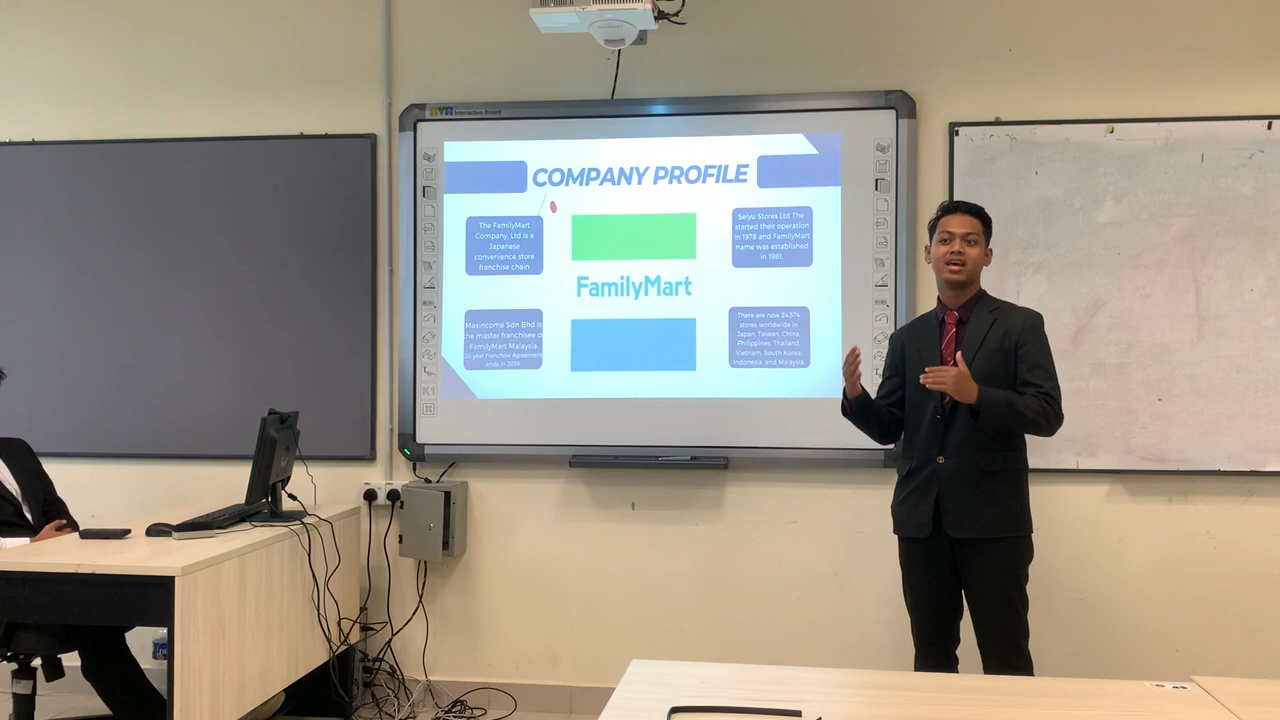 Interactive Board
COMPANY PROFILE
The FamilyMart
Company, Ltd is a
Japanese
convenience store
franchise chain
Seiyu Stores Ltd The
started their operation
in 1978 and FamilyMart
name was established
in 1981.
FamilyMart
Maxincome Sdn Bhd is
the master franchisee of
FamilyMart Malaysia
20 year Franchise Agreement
ends in 2036
There are now 24,574
stores worldwide in
Japan, Taiwan, China,
Philippines, Thailand
Vietnam, South Korea,
Indonesia, and Malaysia